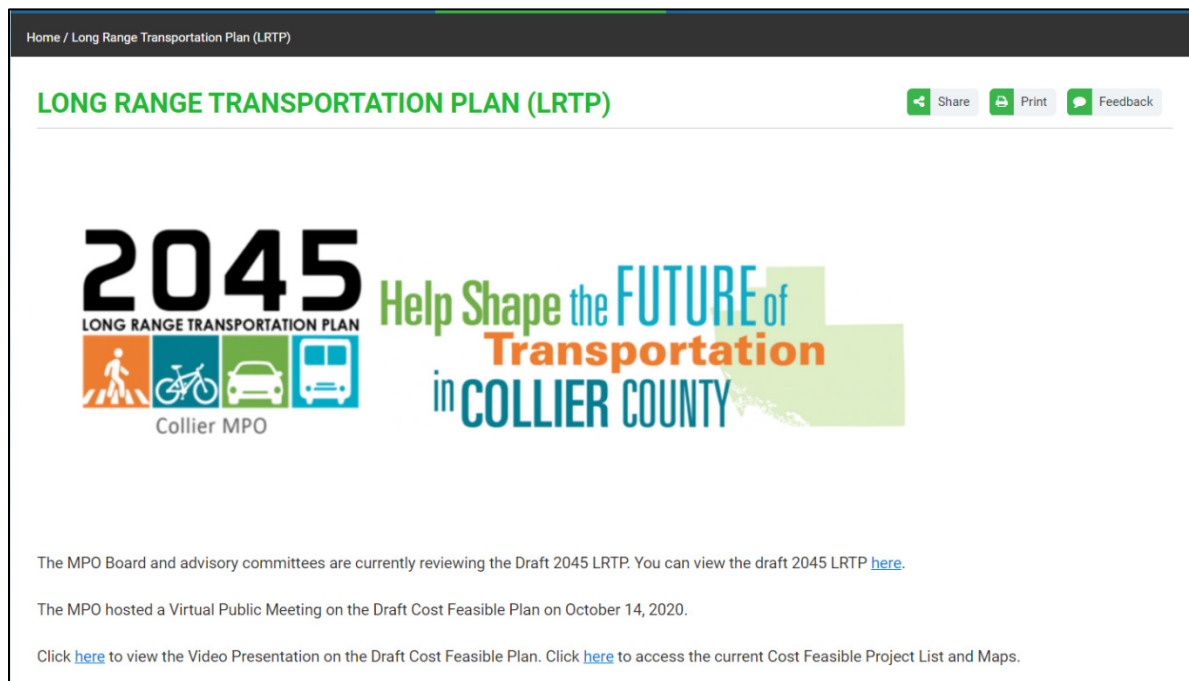 Home / Long Range Transportation Plan (LRTP)
LONG RANGE TRANSPORTATION PLAN (LRTP)
Share
Print
Feedback
2045
LONG RANGE TRANSPORTATION PLAN
Collier MPO
Help Shape the FUTURE of
Transportation
in COLLIER COUNTY
The MPO Board and advisory committees are currently reviewing the Draft 2045 LRTP. You can view the draft 2045 LRTP here.
The MPO hosted a Virtual Public Meeting on the Draft Cost Feasible Plan on October 14, 2020.
Click here to view the Video Presentation on the Draft Cost Feasible Plan. Click here to access the current Cost Feasible Project List and Maps.